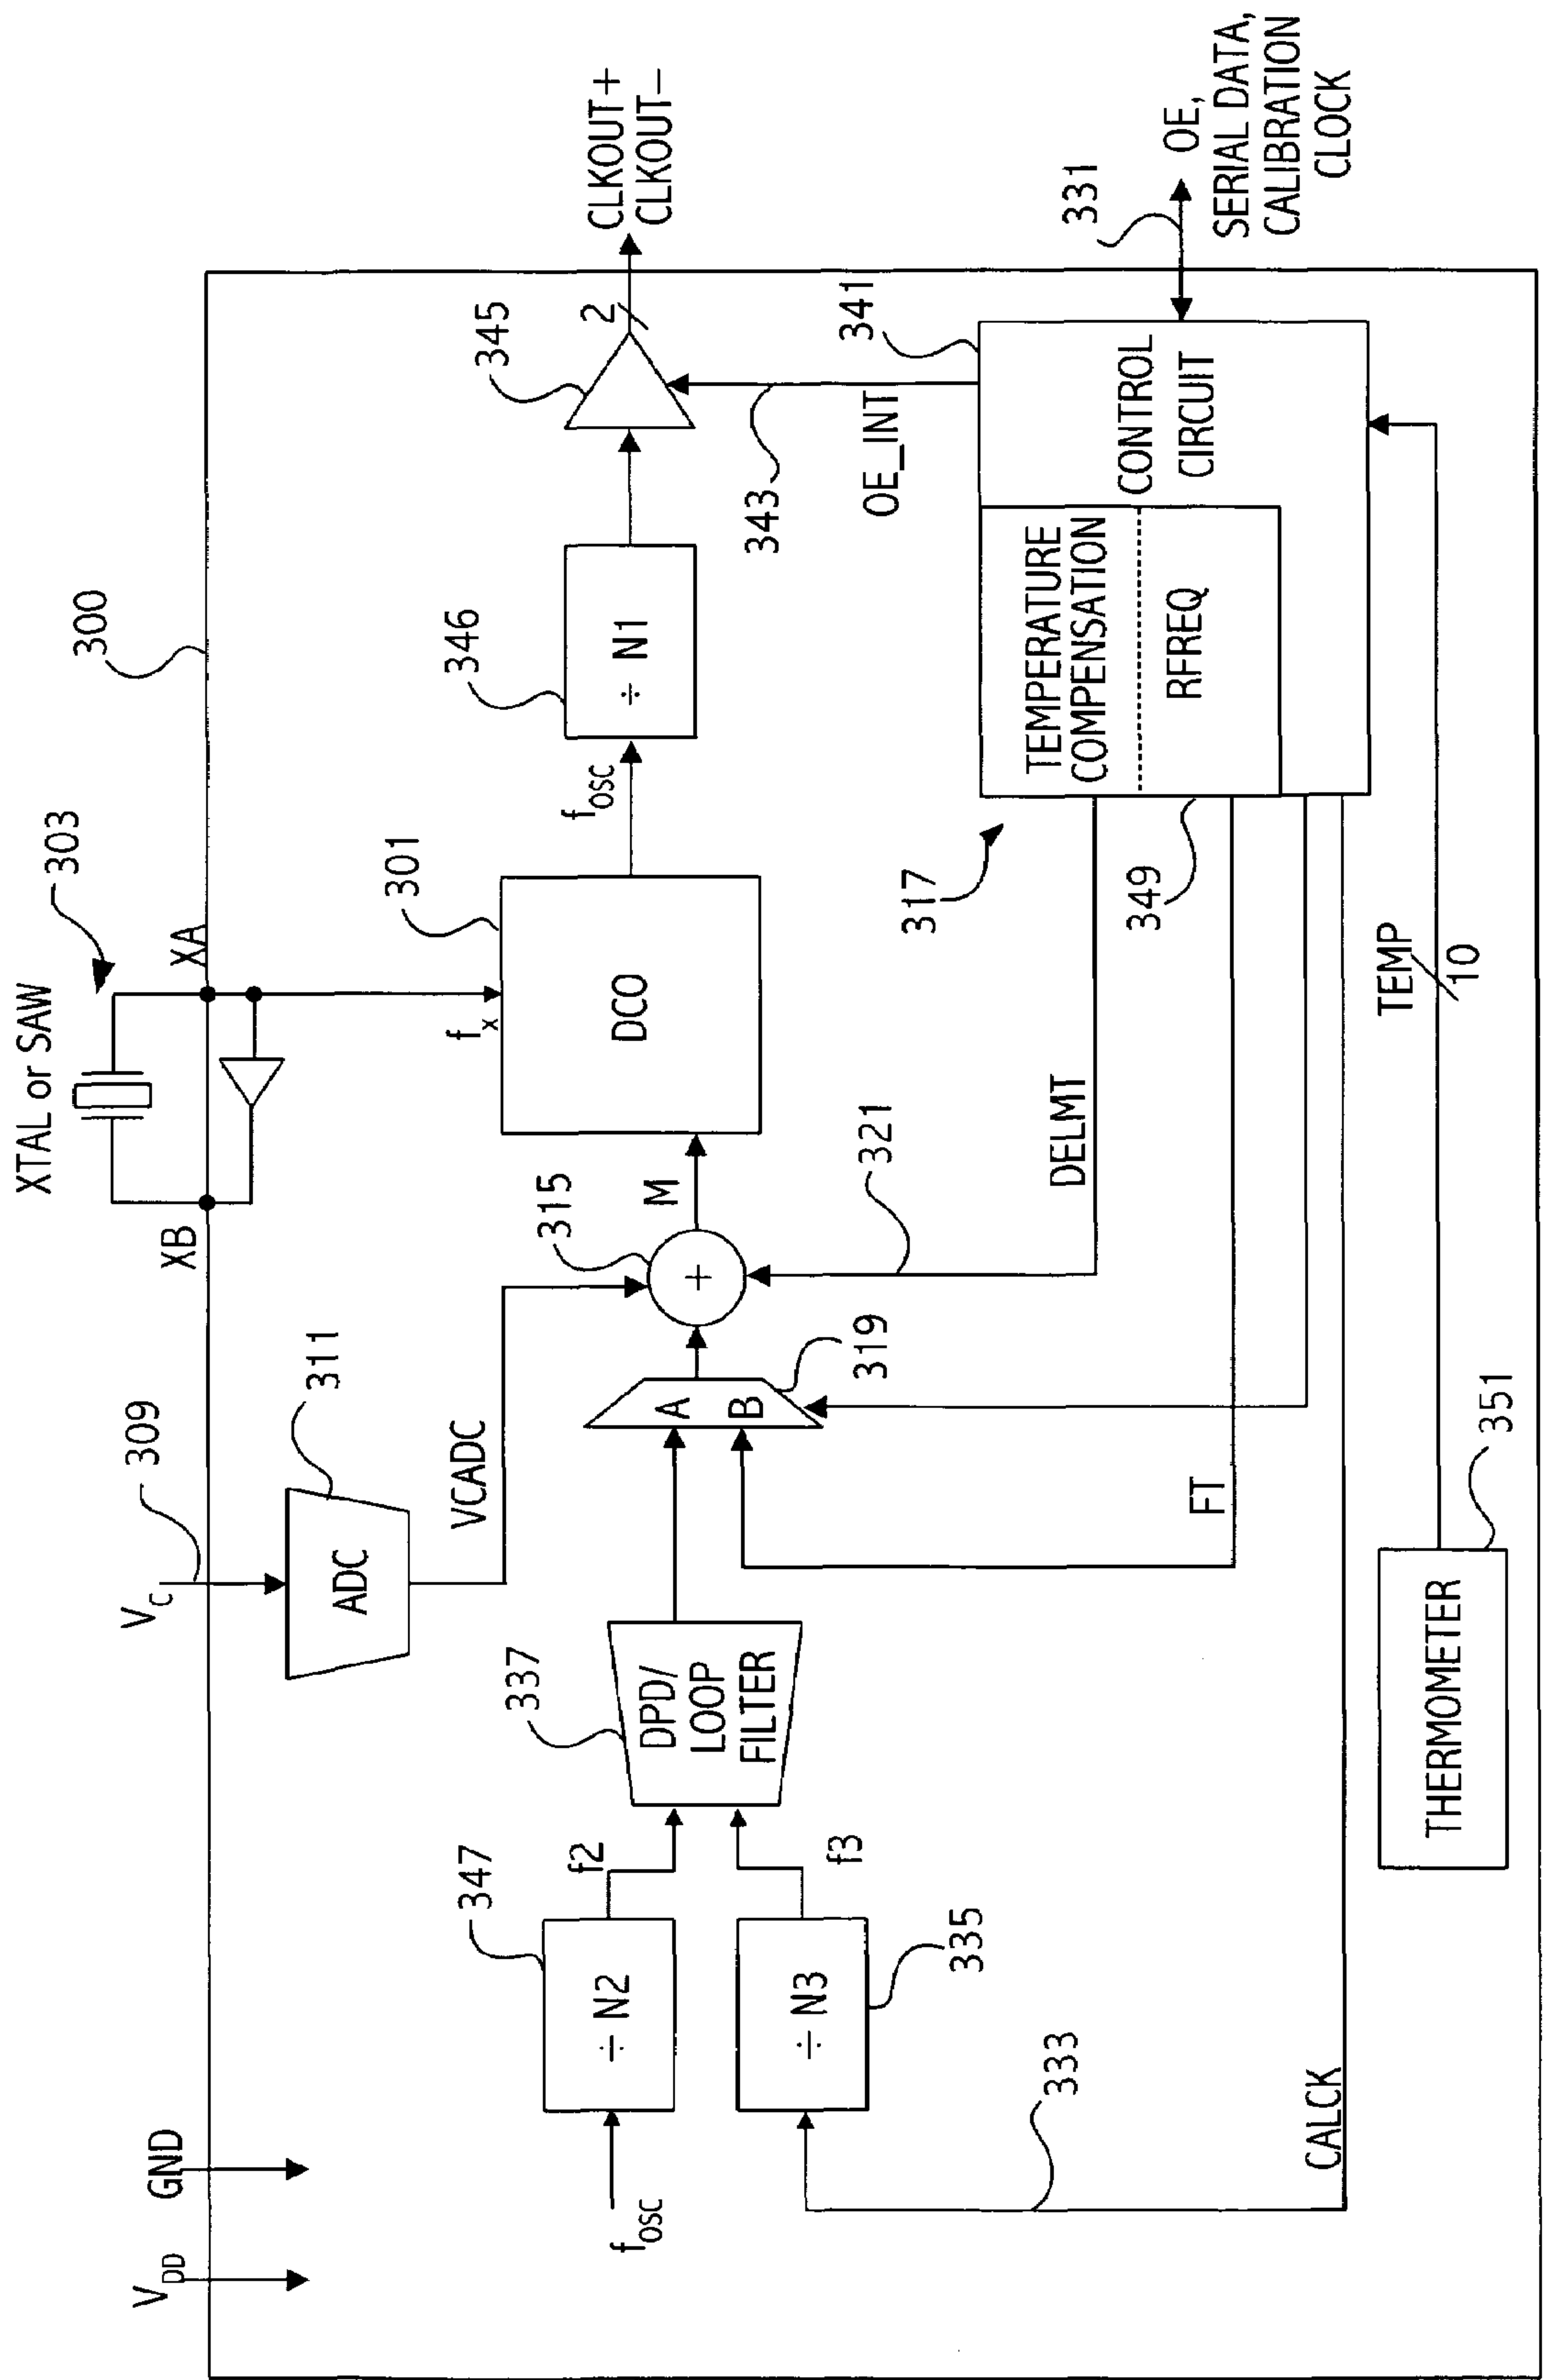 XTAL or SAW
303
300
V_DD
GND
V_C
309
XB
XA
ADC
311
VCADC
f_x
301
DCO
f_OSC
346
÷ N1
345
2
CLKOUT+
CLKOUT−
315
+
M
f_OSC
347
÷ N2
f2
337
DPD/
LOOP
FILTER
A
B
319
321
÷ N3
335
f3
333
343
OE_INT
341
331
OE,
SERIAL DATA,
CALIBRATION
CLOCK
317
TEMPERATURE
COMPENSATION
RFREQ
CONTROL
CIRCUIT
349
DELMT
FT
CALCK
THERMOMETER
351
TEMP
10